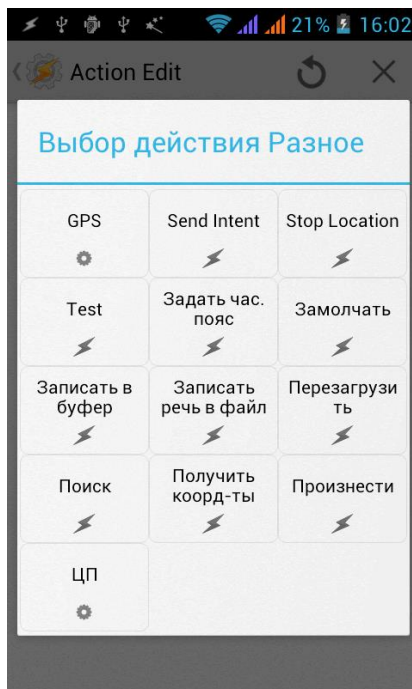 21% 16:02
Action Edit
Выбор действия Разное
GPS Send Intent Stop Location
Test Задать час. Замолчать
пояс
Записать в Записать Перезагрузи
буфер речь в файл ть
Поиск Получить Произнести
коорд-ты
ЦП